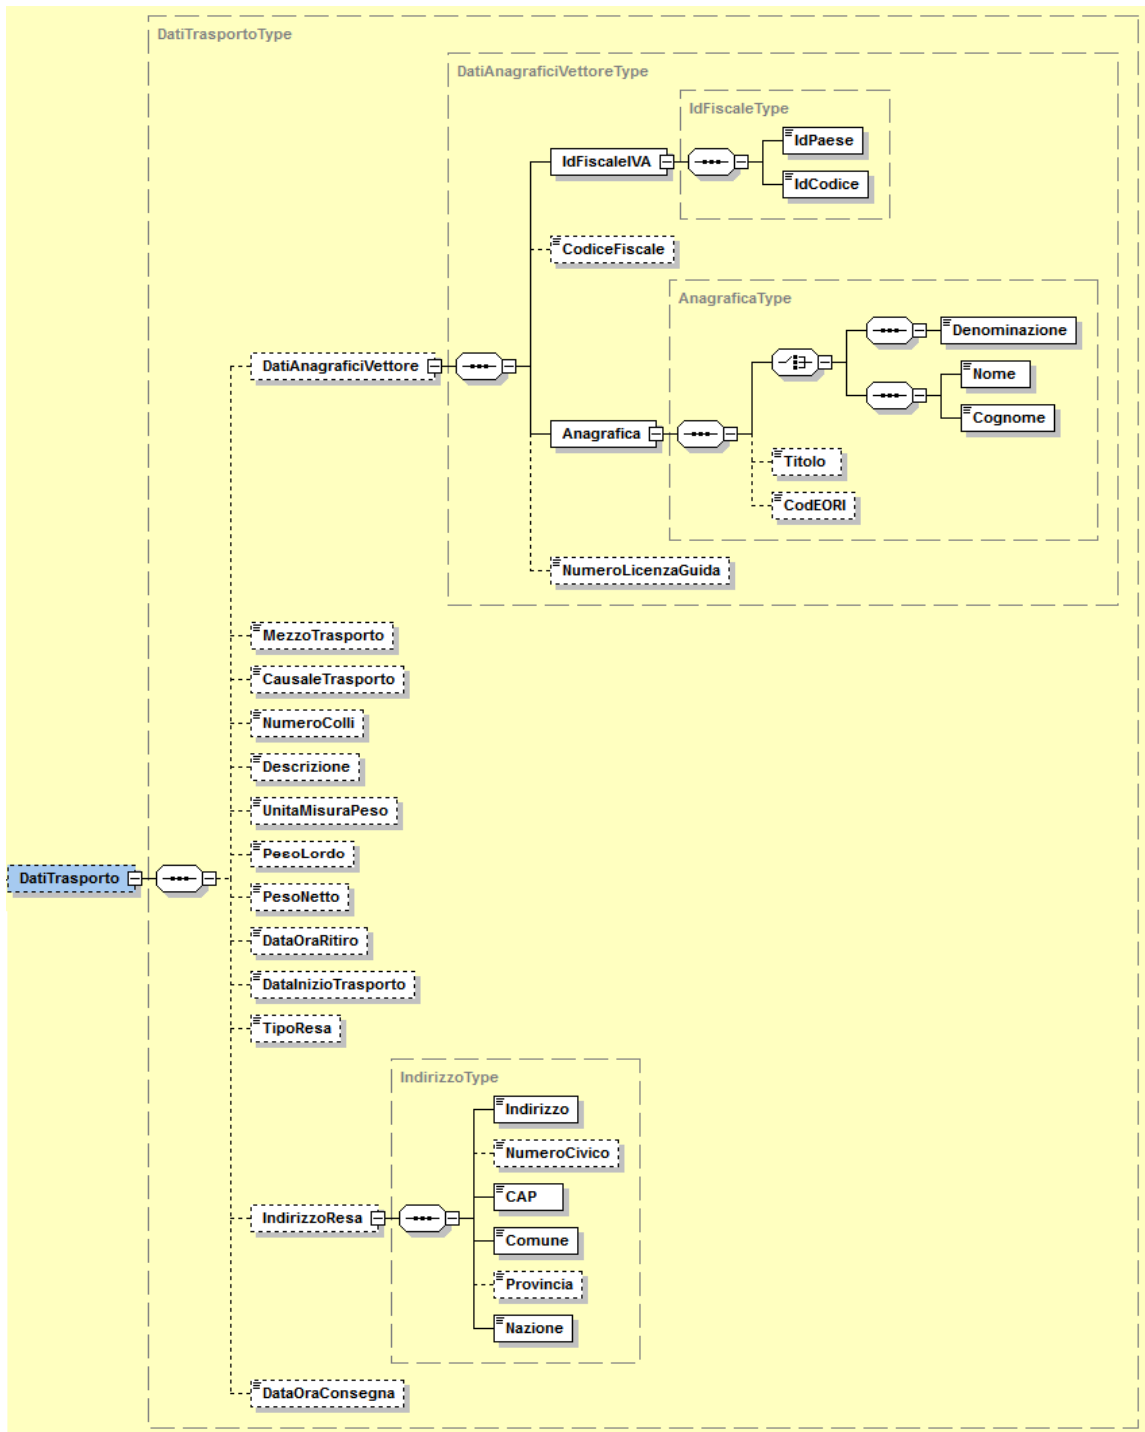 DatiTrasportoType
DatiAnagraficiVettoreType
IdFiscaleType
IdPaese
IdFiscaleIVA
IdCodice
CodiceFiscale
AnagraficaType
Denominazione
DatiAnagraficiVettore
Nome
Cognome
Anagrafica
Titolo
CodEORI
NumeroLicenzaGuida
MezzoTrasporto
CausaleTrasporto
NumeroColli
Descrizione
UnitaMisuraPeso
PesoLordo
DatiTrasporto
PesoNetto
DataOraRitiro
DataInizioTrasporto
TipoResa
IndirizzoType
Indirizzo
NumeroCivico
CAP
IndirizzoResa
Comune
Provincia
Nazione
DataOraConsegna